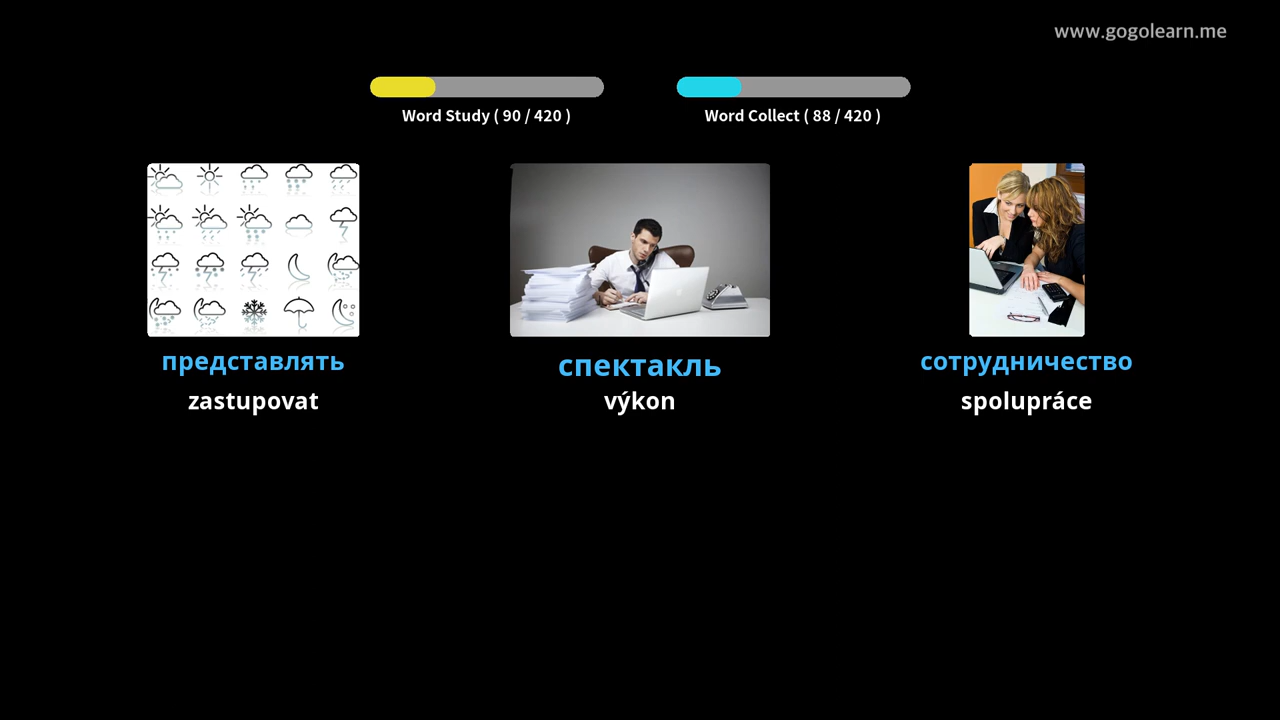 www.gogolearn.me
Word Study ( 90 / 420 )
Word Collect ( 88 / 420 )
представлять
спектакль
сотрудничество
zastupovat
výkon
spolupráce